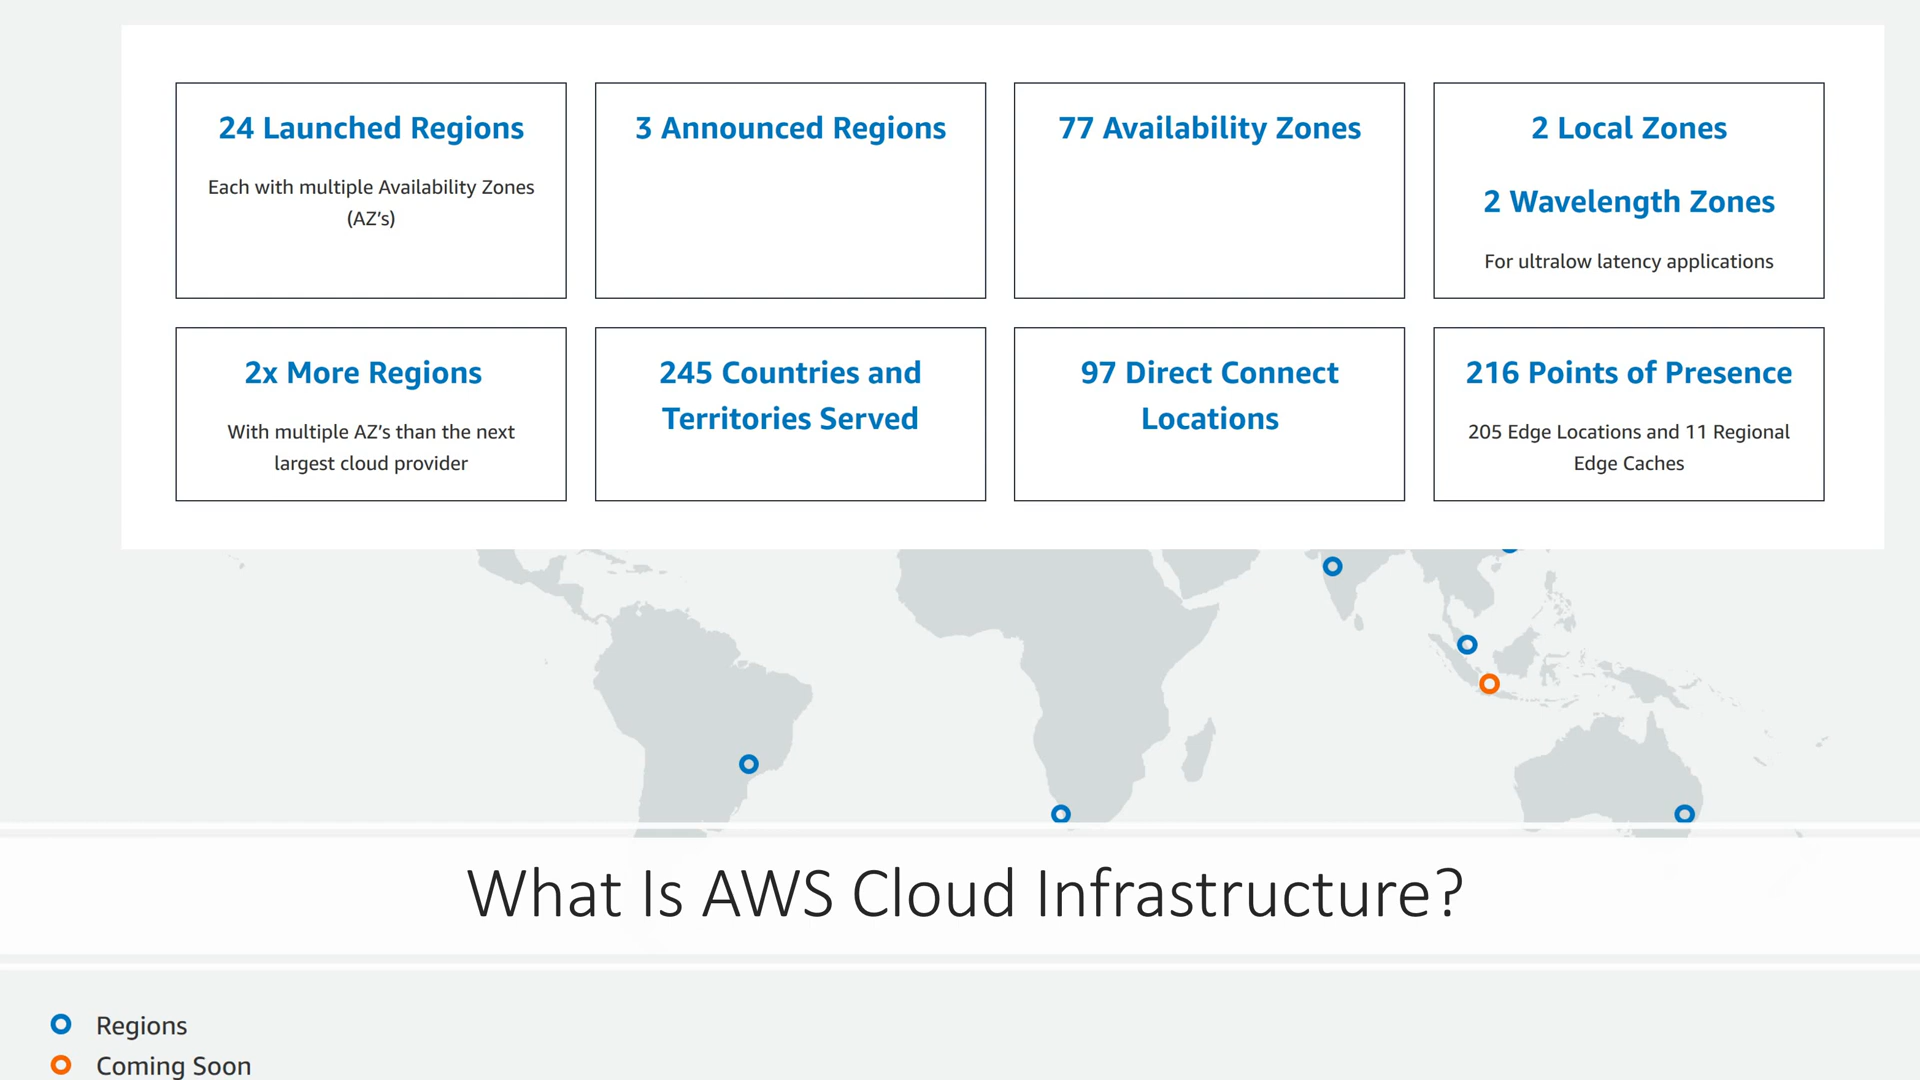 24 Launched Regions
Each with multiple Availability Zones
(AZ's)
3 Announced Regions
77 Availability Zones
2 Local Zones
2 Wavelength Zones
For ultralow latency applications
2x More Regions
With multiple AZ’s than the next
largest cloud provider
245 Countries and
Territories Served
97 Direct Connect
Locations
216 Points of Presence
205 Edge Locations and 11 Regional
Edge Caches
What Is AWS Cloud Infrastructure?
Regions
Coming Soon